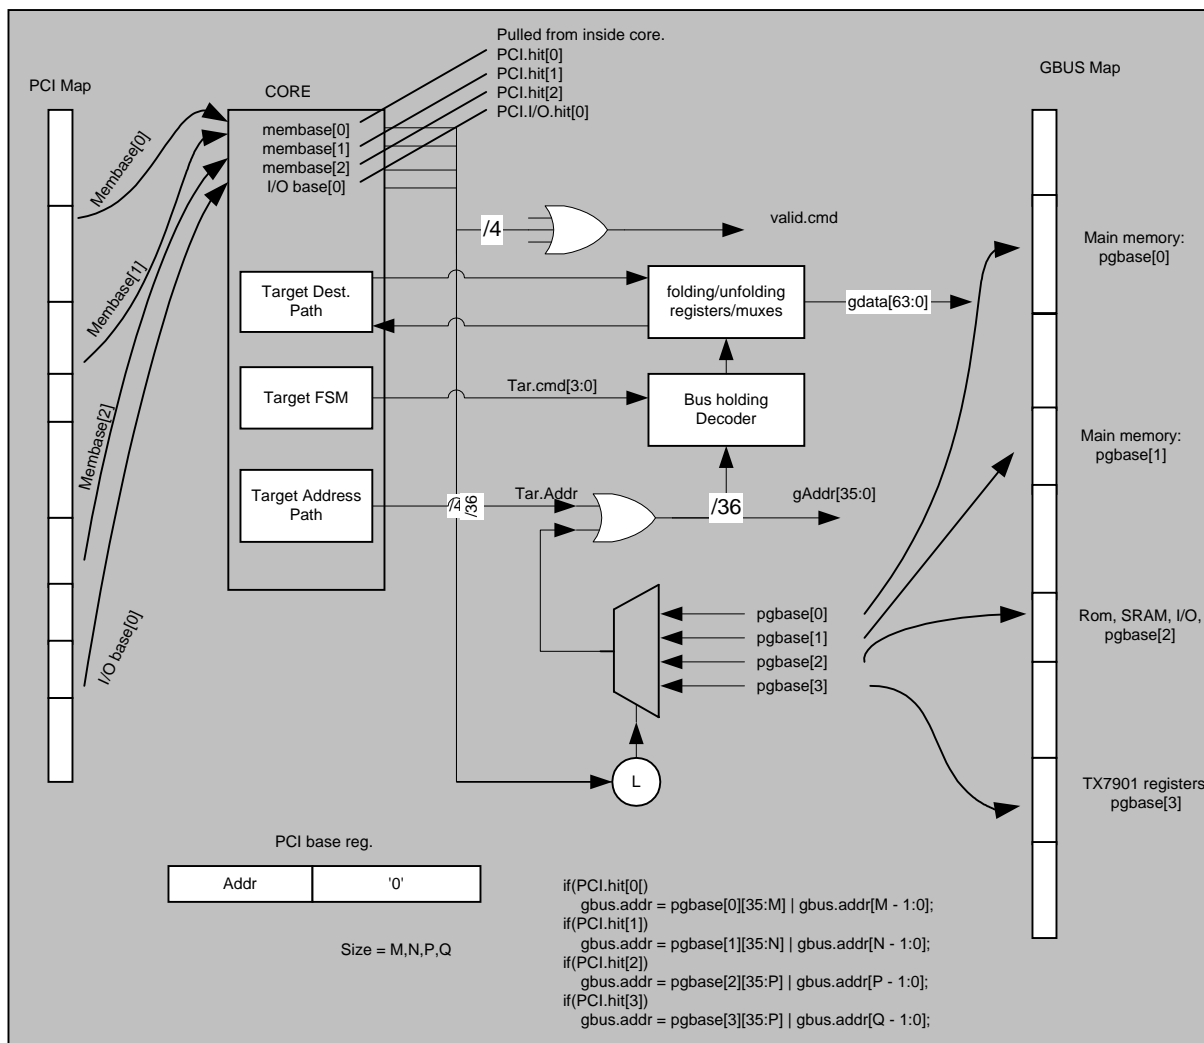 Pulled from inside core.
PCI.hit[0]
PCI.hit[1]
PCI.hit[2]
PCI.I/O.hit[0]
PCI Map
CORE
GBUS Map
membase[0]
membase[1]
membase[2]
I/O base[0]
Membase[0]
Membase[1]
Membase[2]
I/O base[0]
/4
valid.cmd
Target Dest.
Path
folding/unfolding
registers/muxes
gdata[63:0]
Main memory:
pgbase[0]
Target FSM
Tar.cmd[3:0]
Bus holding
Decoder
Main memory:
pgbase[1]
Target Address
Path
/4
/36
Tar.Addr
/36
gAddr[35:0]
pgbase[0]
pgbase[1]
pgbase[2]
pgbase[3]
Rom, SRAM, I/O,
pgbase[2]
L
TX7901 registers
pgbase[3]
PCI base reg.
Addr
'0'
Size = M,N,P,Q
if(PCI.hit[0[)
gbus.addr = pgbase[0][35:M] | gbus.addr[M - 1:0];
if(PCI.hit[1])
gbus.addr = pgbase[1][35:N] | gbus.addr[N - 1:0];
if(PCI.hit[2])
gbus.addr = pgbase[2][35:P] | gbus.addr[P - 1:0];
if(PCI.hit[3])
gbus.addr = pgbase[3][35:P] | gbus.addr[Q - 1:0];